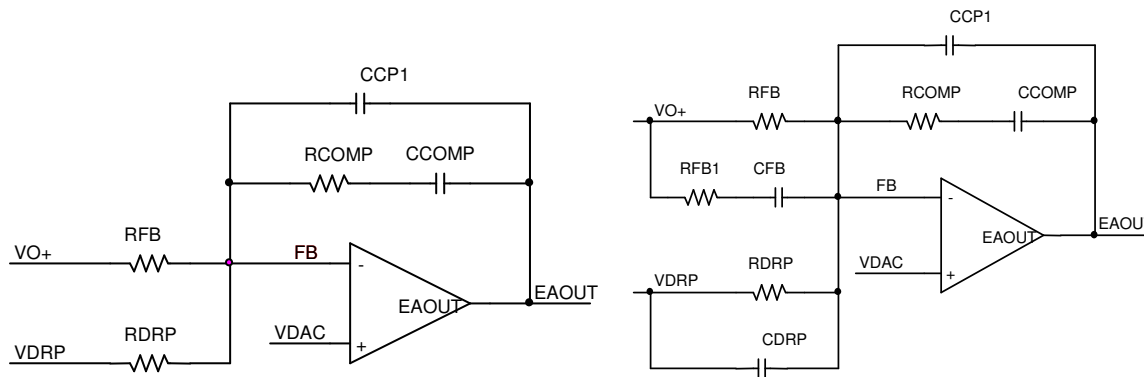 CCP1
RCOMP
CCOMP
RFB
VO+
FB
-
EAOUT
EAOUT
VDAC
+
RDRP
VDRP
CCP1
RFB
RCOMP
CCOMP
VO+
RFB1
CFB
FB
-
EAOUT
EAOU
VDAC
+
RDRP
VDRP
CDRP